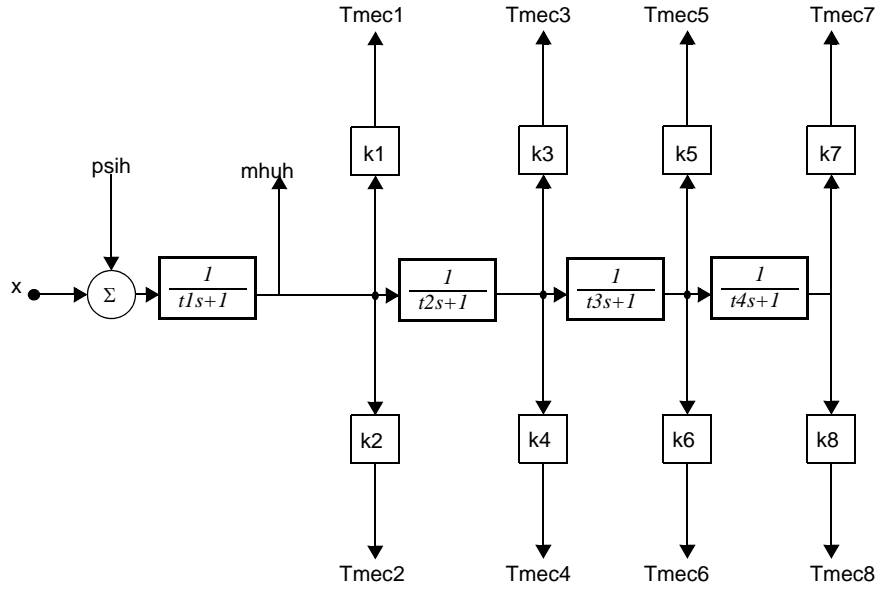 Tmec1 Tmec3 Tmec5 Tmec7
k1 k3 k5 k7
psih mhuh
x Σ 1/t1s+1 1/t2s+1 1/t3s+1 1/t4s+1
k2 k4 k6 k8
Tmec2 Tmec4 Tmec6 Tmec8